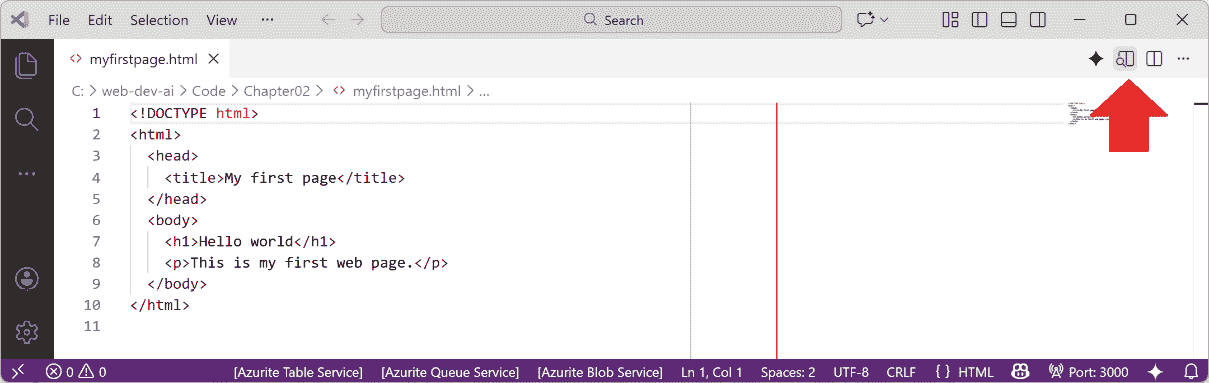 File Edit Selection View ··· Search
myfirstpage.html
C: > web-dev-ai > Code > Chapter02 > <> myfirstpage.html > ...
1 <!DOCTYPE html>
2 <html>
3   <head>
4     <title>My first page</title>
5   </head>
6   <body>
7     <h1>Hello world</h1>
8     <p>This is my first web page.</p>
9   </body>
10 </html>
11
0 0 [Azurite Table Service] [Azurite Queue Service] [Azurite Blob Service] Ln 1, Col 1 Spaces: 2 UTF-8 CRLF { } HTML Port: 3000